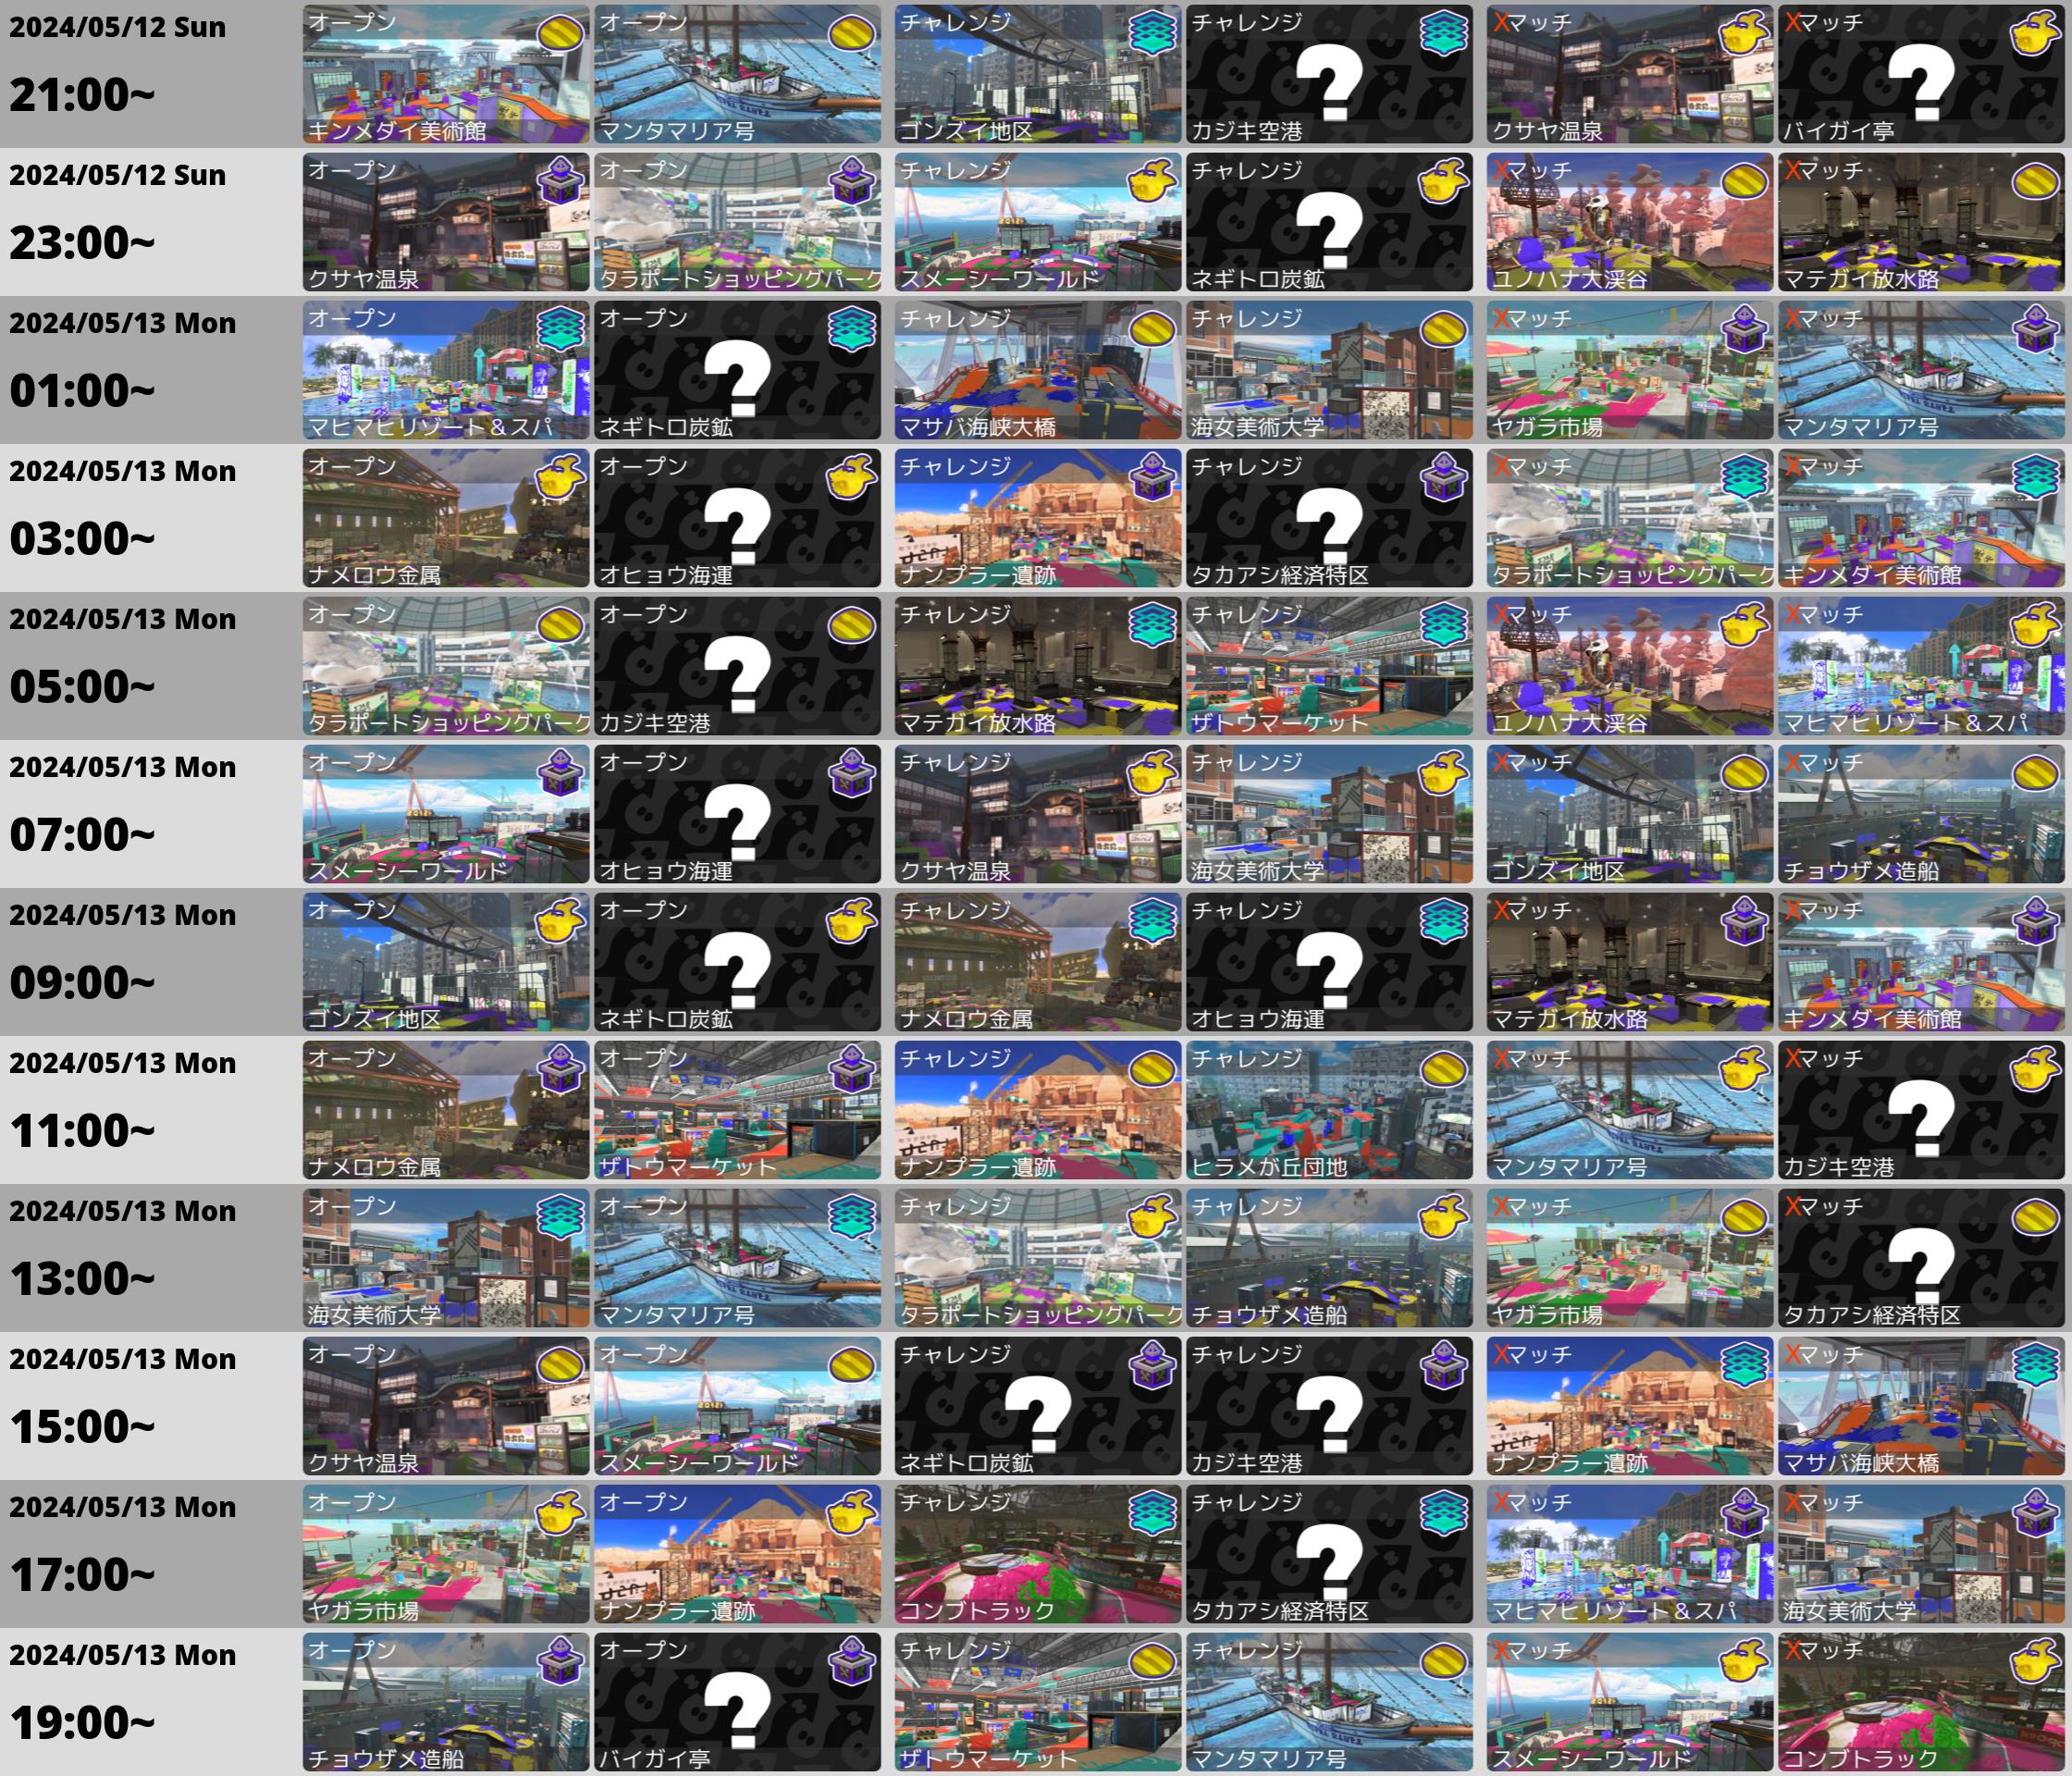 2024/05/12 Sun
21:00~
オープン キンメダイ美術館
オープン マンタマリア号
チャレンジ ゴンズイ地区
チャレンジ カジキ空港
Xマッチ クサヤ温泉
Xマッチ バイガイ亭
2024/05/12 Sun
23:00~
オープン クサヤ温泉
オープン タラポートショッピングパーク
チャレンジ スメーシーワールド
チャレンジ ネギトロ炭鉱
Xマッチ ユノハナ大渓谷
Xマッチ マテガイ放水路
2024/05/13 Mon
01:00~
オープン マヒマヒリゾート＆スパ
オープン ネギトロ炭鉱
チャレンジ マサバ海峡大橋
チャレンジ 海女美術大学
Xマッチ ヤガラ市場
Xマッチ マンタマリア号
2024/05/13 Mon
03:00~
オープン ナメロウ金属
オープン オヒョウ海運
チャレンジ ナンプラー遺跡
チャレンジ タカアシ経済特区
Xマッチ タラポートショッピングパーク
Xマッチ キンメダイ美術館
2024/05/13 Mon
05:00~
オープン タラポートショッピングパーク
オープン カジキ空港
チャレンジ マテガイ放水路
チャレンジ ザトウマーケット
Xマッチ ユノハナ大渓谷
Xマッチ マヒマヒリゾート＆スパ
2024/05/13 Mon
07:00~
オープン スメーシーワールド
オープン オヒョウ海運
チャレンジ クサヤ温泉
チャレンジ 海女美術大学
Xマッチ ゴンズイ地区
Xマッチ チョウザメ造船
2024/05/13 Mon
09:00~
オープン ゴンズイ地区
オープン ネギトロ炭鉱
チャレンジ ナメロウ金属
チャレンジ オヒョウ海運
Xマッチ マテガイ放水路
Xマッチ キンメダイ美術館
2024/05/13 Mon
11:00~
オープン ナメロウ金属
オープン ザトウマーケット
チャレンジ ナンプラー遺跡
チャレンジ ヒラメが丘団地
Xマッチ マンタマリア号
Xマッチ カジキ空港
2024/05/13 Mon
13:00~
オープン 海女美術大学
オープン マンタマリア号
チャレンジ タラポートショッピングパーク
チャレンジ チョウザメ造船
Xマッチ ヤガラ市場
Xマッチ タカアシ経済特区
2024/05/13 Mon
15:00~
オープン クサヤ温泉
オープン スメーシーワールド
チャレンジ ネギトロ炭鉱
チャレンジ カジキ空港
Xマッチ ナンプラー遺跡
Xマッチ マサバ海峡大橋
2024/05/13 Mon
17:00~
オープン ヤガラ市場
オープン ナンプラー遺跡
チャレンジ コンブトラック
チャレンジ タカアシ経済特区
Xマッチ マヒマヒリゾート＆スパ
Xマッチ 海女美術大学
2024/05/13 Mon
19:00~
オープン チョウザメ造船
オープン バイガイ亭
チャレンジ ザトウマーケット
チャレンジ マンタマリア号
Xマッチ スメーシーワールド
Xマッチ コンブトラック